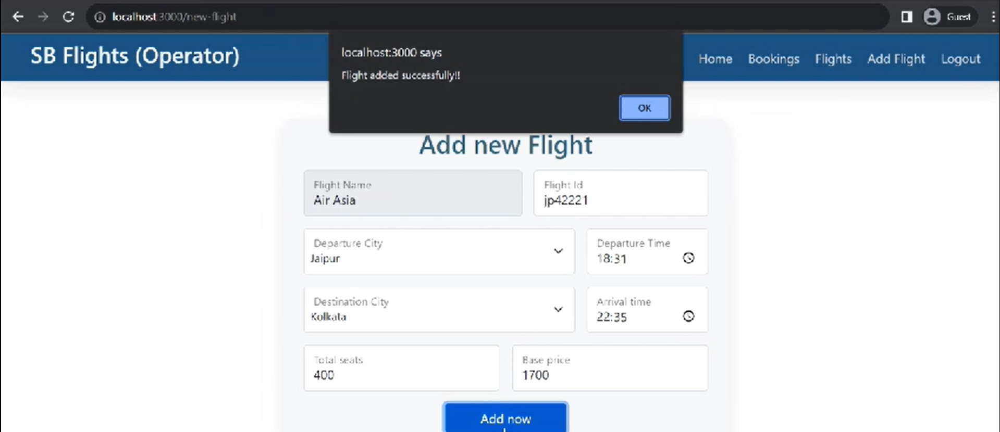 localhost:3000/new-flight
Guest
SB Flights (Operator)
Home Bookings Flights Add Flight Logout
localhost:3000 says
Flight added successfully!!
OK
Add new Flight
Flight Name
Air Asia
Flight Id
jp42221
Departure City
Jaipur
Departure Time
18:31
Destination City
Kolkata
Arrival time
22:35
Total seats
400
Base price
1700
Add now